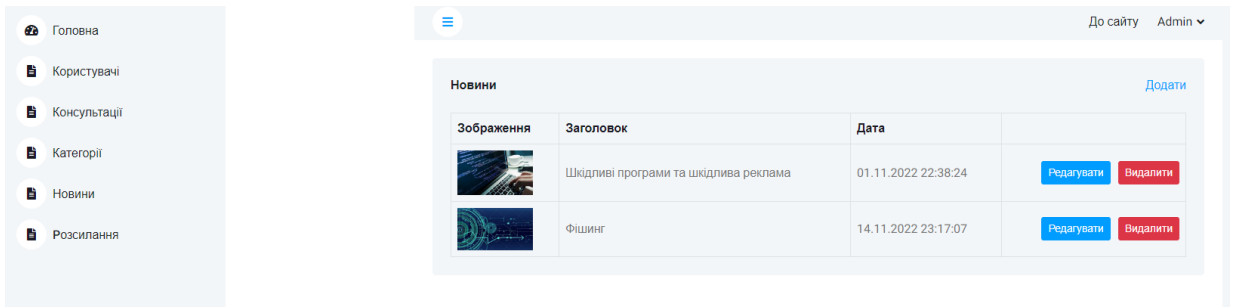 Головна
Користувачі
Консультації
Категорії
Новини
Розсилання
До сайту Admin
Новини Додати
Зображення Заголовок Дата
Шкідливі програми та шкідлива реклама 01.11.2022 22:38:24 Редагувати Видалити
Фішинг 14.11.2022 23:17:07 Редагувати Видалити